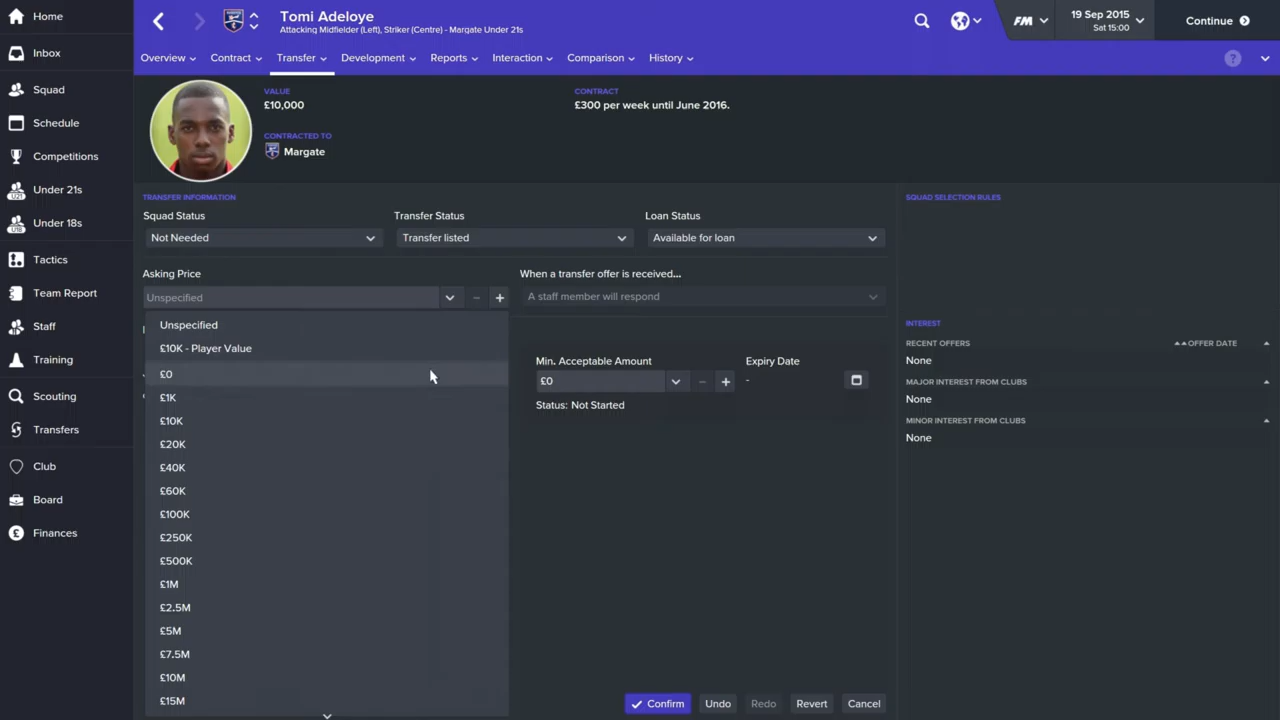 Home
Inbox
Squad
Schedule
Competitions
Under 21s
Under 18s
Tactics
Team Report
Staff
Training
Scouting
Transfers
Club
Board
Finances
Tomi Adeloye
Attacking Midfielder (Left), Striker (Centre) - Margate Under 21s
FM
19 Sep 2015
Sat 15:00
Continue
Overview
Contract
Transfer
Development
Reports
Interaction
Comparison
History
?
VALUE
£10,000
CONTRACT
£300 per week until June 2016.
CONTRACTED TO
Margate
TRANSFER INFORMATION
Squad Status
Transfer Status
Loan Status
Not Needed
Transfer listed
Available for loan
Asking Price
When a transfer offer is received...
Unspecified
A staff member will respond
Unspecified
£10K - Player Value
£0
£1K
£10K
£20K
£40K
£60K
£100K
£250K
£500K
£1M
£2.5M
£5M
£7.5M
£10M
£15M
Min. Acceptable Amount
Expiry Date
£0
-
Status: Not Started
Confirm
Undo
Redo
Revert
Cancel
SQUAD SELECTION RULES
INTEREST
RECENT OFFERS
OFFER DATE
None
MAJOR INTEREST FROM CLUBS
None
MINOR INTEREST FROM CLUBS
None